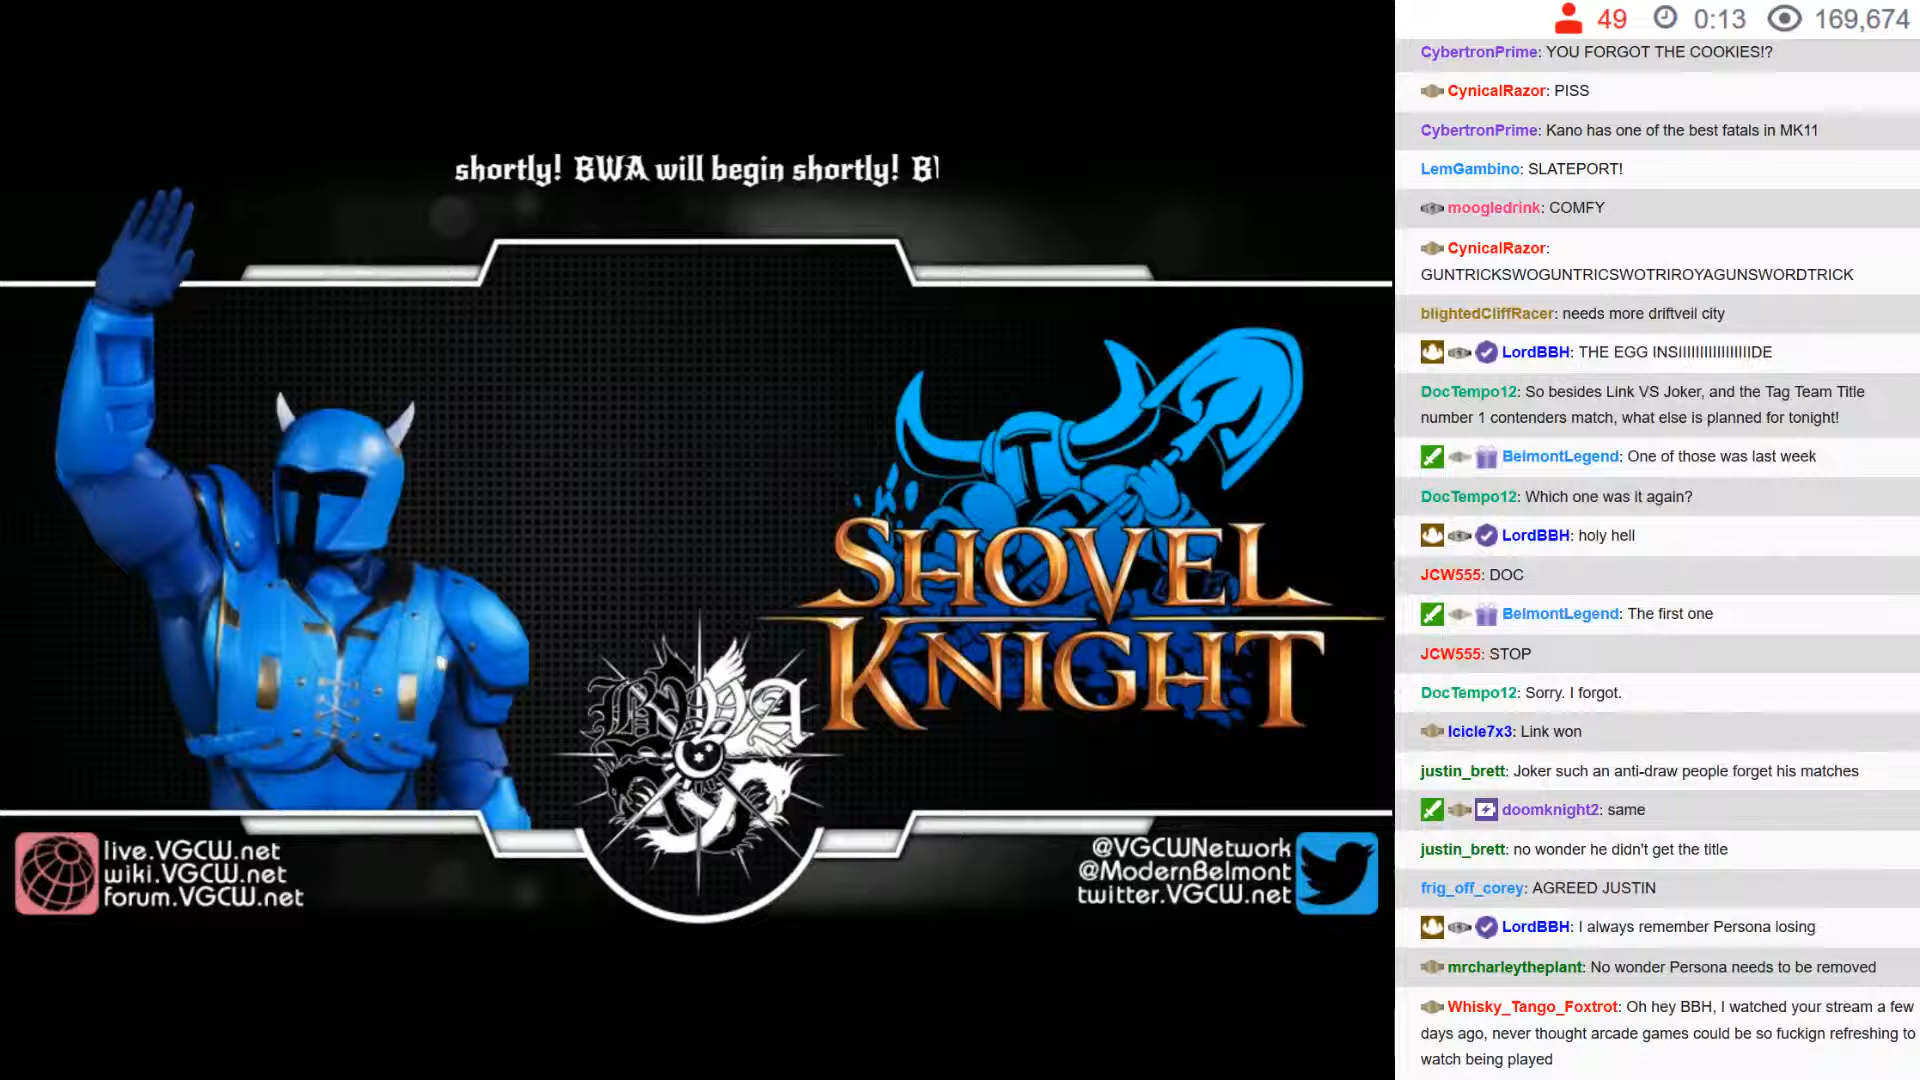 49 0:13 169,674
shortly! BWA will begin shortly!
SHOVEL
KNIGHT
BWA
live.VGCW.net
wiki.VGCW.net
forum.VGCW.net
@VGCWNetwork
@ModernBelmont
twitter.VGCW.net
CybertronPrime: YOU FORGOT THE COOKIES!?
CynicalRazor: PISS
CybertronPrime: Kano has one of the best fatals in MK11
LemGambino: SLATEPORT!
moogledrink: COMFY
CynicalRazor:
GUNTRICKSWOGUNTRICSWOTRIROYAGUNSWORDTRICK
blightedCliffRacer: needs more driftveil city
LordBBH: THE EGG INSIIIIIIIIIIIIIIIIIDE
DocTempo12: So besides Link VS Joker, and the Tag Team Title
number 1 contenders match, what else is planned for tonight!
BelmontLegend: One of those was last week
DocTempo12: Which one was it again?
LordBBH: holy hell
JCW555: DOC
BelmontLegend: The first one
JCW555: STOP
DocTempo12: Sorry. I forgot.
Icicle7x3: Link won
justin_brett: Joker such an anti-draw people forget his matches
doomknight2: same
justin_brett: no wonder he didn't get the title
frig_off_corey: AGREED JUSTIN
LordBBH: I always remember Persona losing
mrcharleytheplant: No wonder Persona needs to be removed
Whisky_Tango_Foxtrot: Oh hey BBH, I watched your stream a few
days ago, never thought arcade games could be so fuckign refreshing to
watch being played